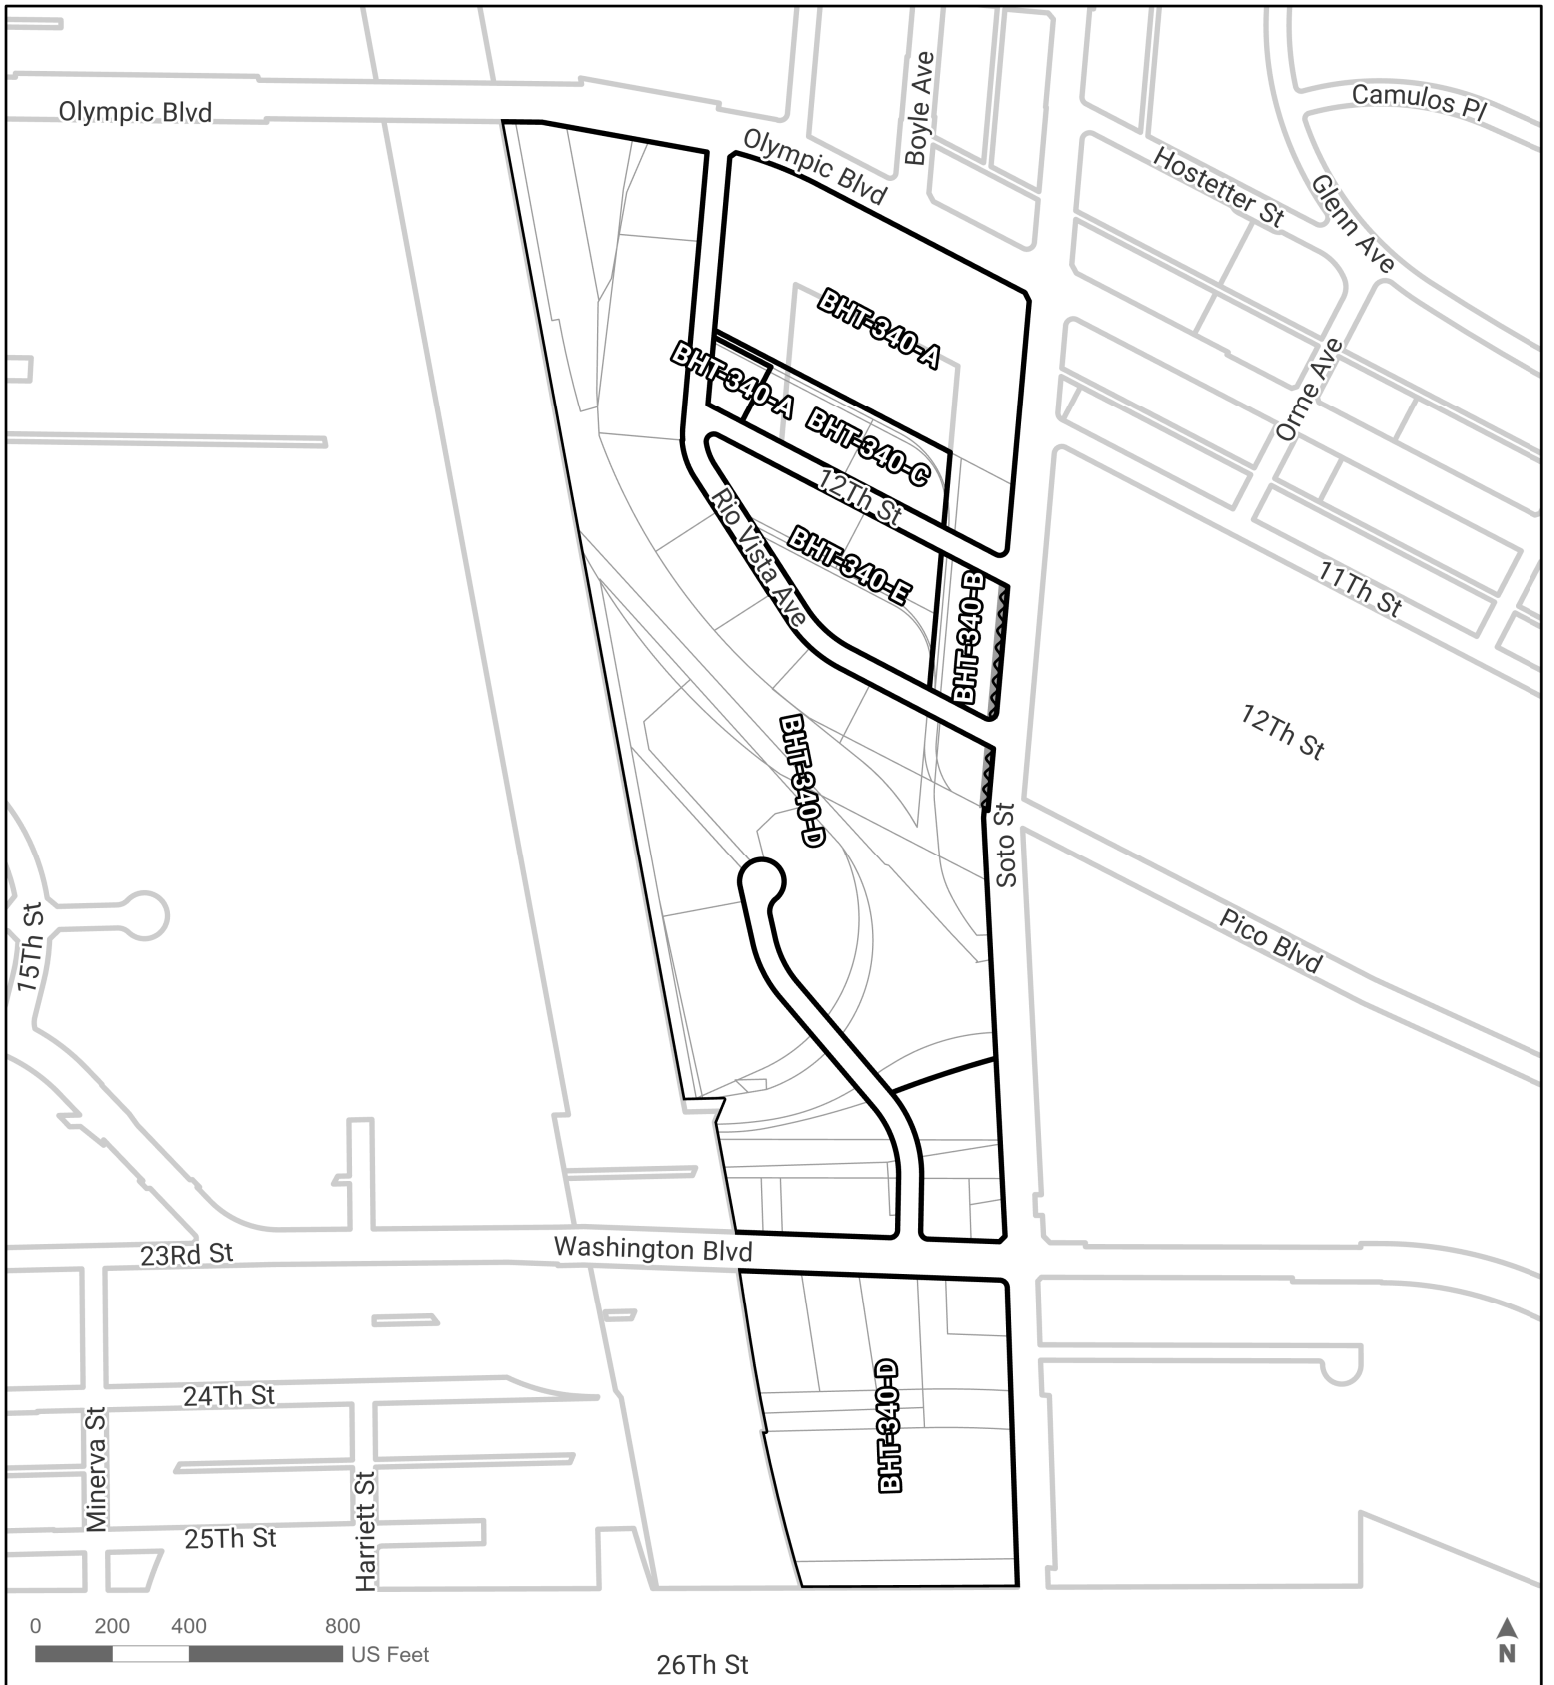 Olympic Blvd
Olympic Blvd
Boyle Ave
Camulos Pl
Hostetter St
Glenn Ave
BHT-340-A
BHT-340-A
BHT-340-C
Orme Ave
12Th St
Rio Vista Ave
BHT-340-E
BHT-340-B
11Th St
12Th St
BHT-340-D
Soto St
15Th St
Pico Blvd
23Rd St
Washington Blvd
24Th St
Minerva St
BHT-340-D
Harriett St
25Th St
0 200 400 800
US Feet
26Th St
N